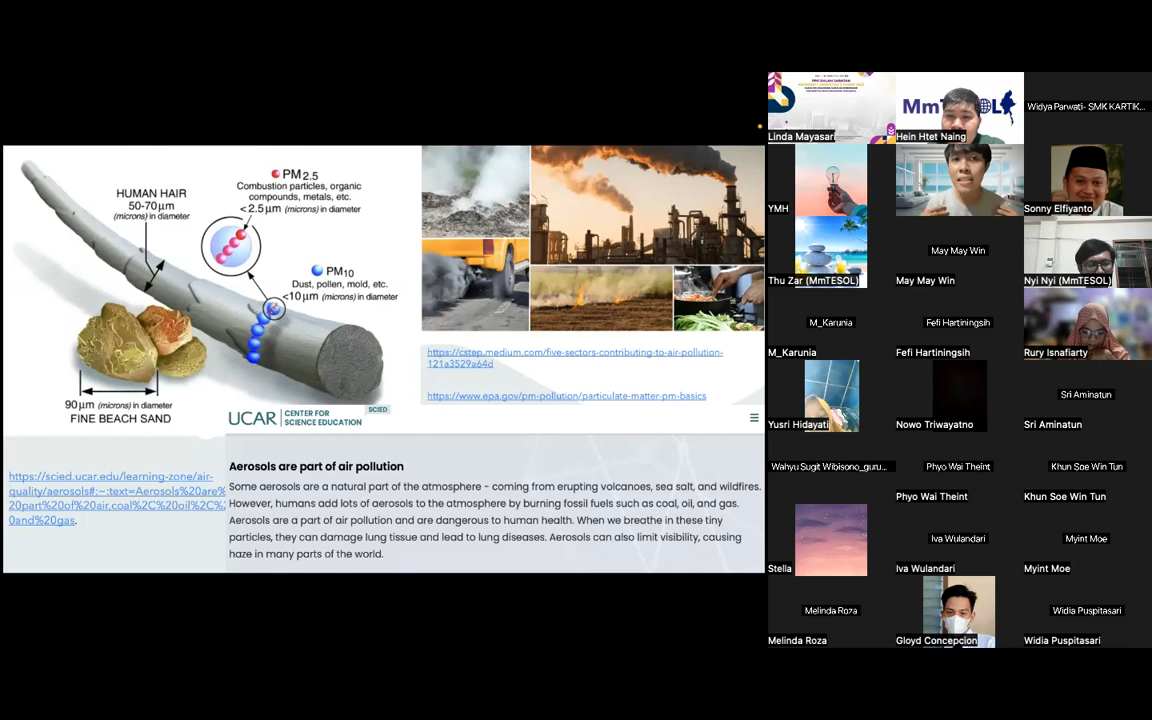 HUMAN HAIR
50-70μm
(microns) in diameter
PM2.5
Combustion particles, organic
compounds, metals, etc.
< 2.5μm (microns) in diameter
PM10
Dust, pollen, mold, etc.
<10μm (microns) in diameter
90μm (microns) in diameter
FINE BEACH SAND
https://cstep.medium.com/five-sectors-contributing-to-air-pollution-
121a3529a64d
https://www.epa.gov/pm-pollution/particulate-matter-pm-basics
UCAR
CENTER FOR
SCIENCE EDUCATION
SCIED
https://scied.ucar.edu/learning-zone/air-
quality/aerosols#:~:text=Aerosols%20are%
20part%20of%20air,coal%2C%20oil%2C%
0and%20gas.
Aerosols are part of air pollution
Some aerosols are a natural part of the atmosphere - coming from erupting volcanoes, sea salt, and wildfires.
However, humans add lots of aerosols to the atmosphere by burning fossil fuels such as coal, oil, and gas.
Aerosols are a part of air pollution and are dangerous to human health. When we breathe in these tiny
particles, they can damage lung tissue and lead to lung diseases. Aerosols can also limit visibility, causing
haze in many parts of the world.
Linda Mayasari
MmTESOL
Hein Htet Naing
Widya Parwati- SMK KARTIK...
YMH
Sonny Elfiyanto
Thu Zar (MmTESOL)
May May Win
May May Win
Nyi Nyi (MmTESOL)
M_Karunia
M_Karunia
Fefi Hartiningsih
Fefi Hartiningsih
Rury Isnafiarty
Yusri Hidayati
Nowo Triwayatno
Sri Aminatun
Sri Aminatun
Wahyu Sugit Wibisono_guru...
Phyo Wai Theint
Phyo Wai Theint
Khun Soe Win Tun
Khun Soe Win Tun
Stella
Iva Wulandari
Iva Wulandari
Myint Moe
Myint Moe
Melinda Roza
Melinda Roza
Gloyd Concepcion
Widia Puspitasari
Widia Puspitasari